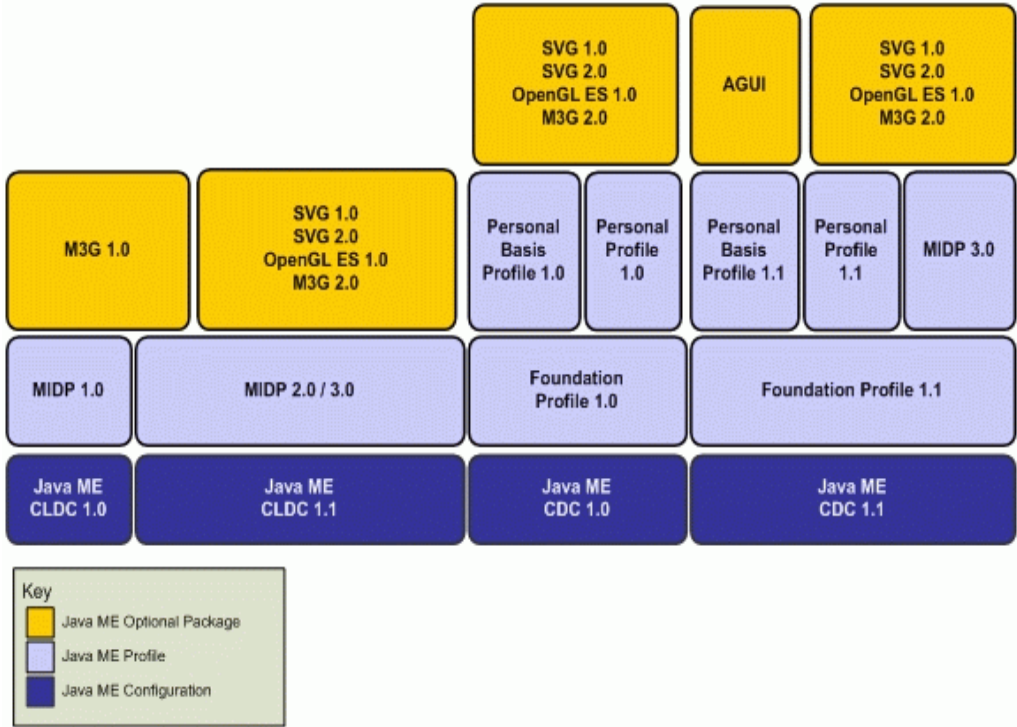 SVG 1.0
SVG 2.0
OpenGL ES 1.0
M3G 2.0
AGUI
SVG 1.0
SVG 2.0
OpenGL ES 1.0
M3G 2.0
M3G 1.0
SVG 1.0
SVG 2.0
OpenGL ES 1.0
M3G 2.0
Personal
Basis
Profile 1.0
Personal
Profile
1.0
Personal
Basis
Profile 1.1
Personal
Profile
1.1
MIDP 3.0
MIDP 1.0
MIDP 2.0 / 3.0
Foundation
Profile 1.0
Foundation Profile 1.1
Java ME
CLDC 1.0
Java ME
CLDC 1.1
Java ME
CDC 1.0
Java ME
CDC 1.1
Key
Java ME Optional Package
Java ME Profile
Java ME Configuration